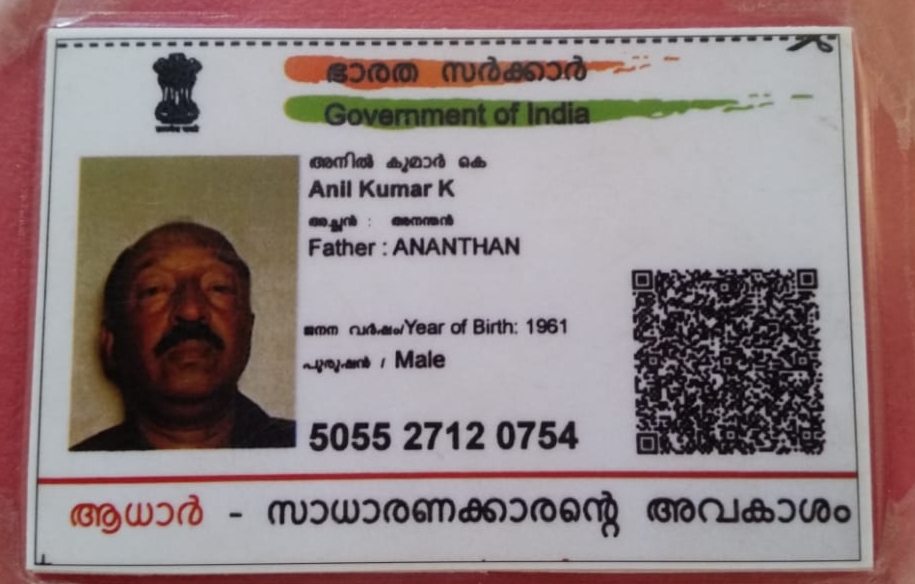 ഭാരത സർക്കാർ
Government of India
അനിൽ കുമാർ കെ
Anil Kumar K
അച്ഛൻ : അനന്തൻ
Father : ANANTHAN
ജനന വർഷം/Year of Birth: 1961
പുരുഷൻ / Male
5055 2712 0754
ആധാർ - സാധാരണക്കാരന്റെ അവകാശം